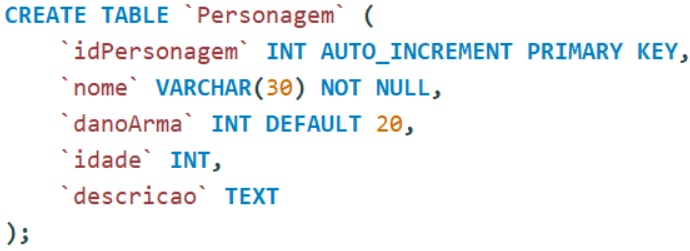 CREATE TABLE `Personagem` (
    `idPersonagem` INT AUTO_INCREMENT PRIMARY KEY,
    `nome` VARCHAR(30) NOT NULL,
    `danoArma` INT DEFAULT 20,
    `idade` INT,
    `descricao` TEXT
);